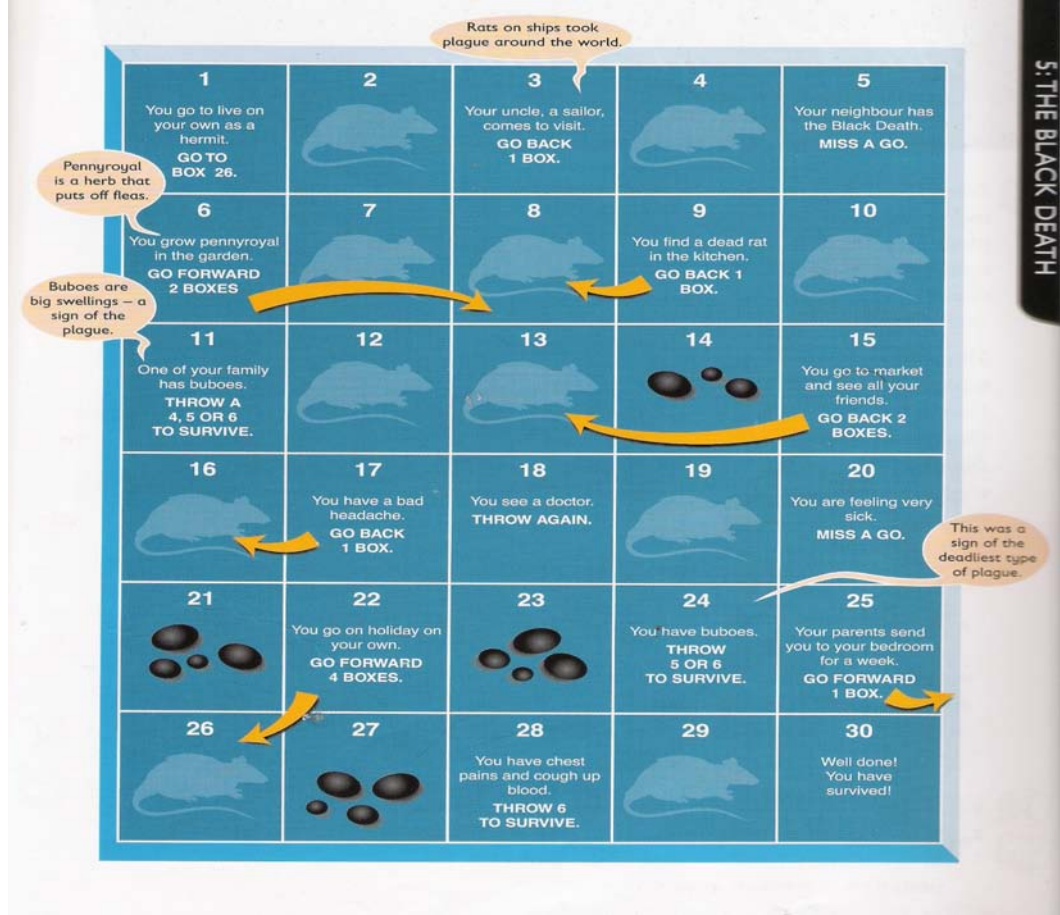 Rats on ships took
plague around the world.
5: THE BLACK DEATH
1
You go to live on
your own as a
hermit.
GO TO
BOX 26.
2
3
Your uncle, a sailor,
comes to visit.
GO BACK
1 BOX.
4
5
Your neighbour has
the Black Death.
MISS A GO.
Pennyroyal
is a herb that
puts off fleas.
6
You grow pennyroyal
in the garden.
GO FORWARD
2 BOXES
7
8
9
You find a dead rat
in the kitchen.
GO BACK 1
BOX.
10
Buboes are
big swellings – a
sign of the
plague.
11
One of your family
has buboes.
THROW A
4, 5 OR 6
TO SURVIVE.
12
13
14
15
You go to market
and see all your
friends.
GO BACK 2
BOXES.
16
17
You have a bad
headache.
GO BACK
1 BOX.
18
You see a doctor.
THROW AGAIN.
19
20
You are feeling very
sick.
MISS A GO.
This was a
sign of the
deadliest type
of plague.
21
22
You go on holiday on
your own.
GO FORWARD
4 BOXES.
23
24
You have buboes.
THROW
5 OR 6
TO SURVIVE.
25
Your parents send
you to your bedroom
for a week.
GO FORWARD
1 BOX.
26
27
28
You have chest
pains and cough up
blood.
THROW 6
TO SURVIVE.
29
30
Well done!
You have
survived!